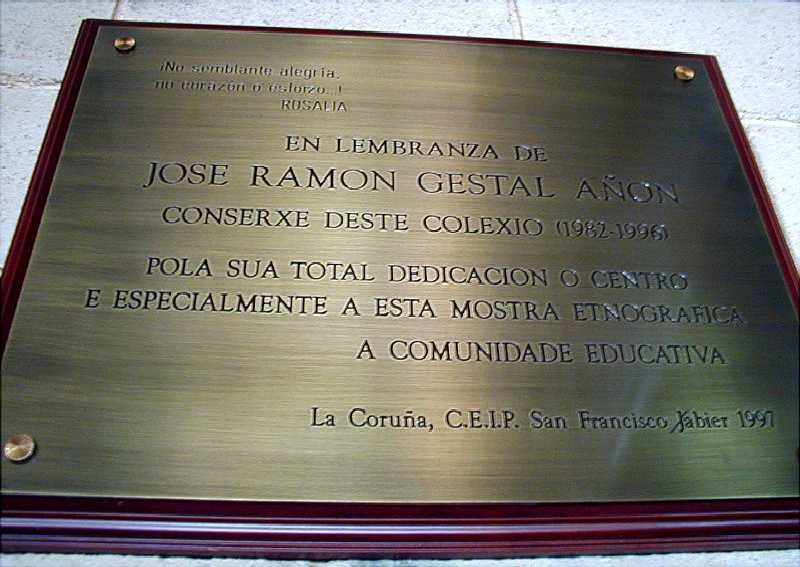 ¡No semblante alegría,
no corazón o esforzo...!
ROSALIA
EN LEMBRANZA DE
JOSE RAMON GESTAL AÑON
CONSERXE DESTE COLEXIO (1982-1996)
POLA SUA TOTAL DEDICACION O CENTRO
E ESPECIALMENTE A ESTA MOSTRA ETNOGRAFICA
A COMUNIDADE EDUCATIVA
La Coruña, C.E.I.P. San Francisco Xabier 1997